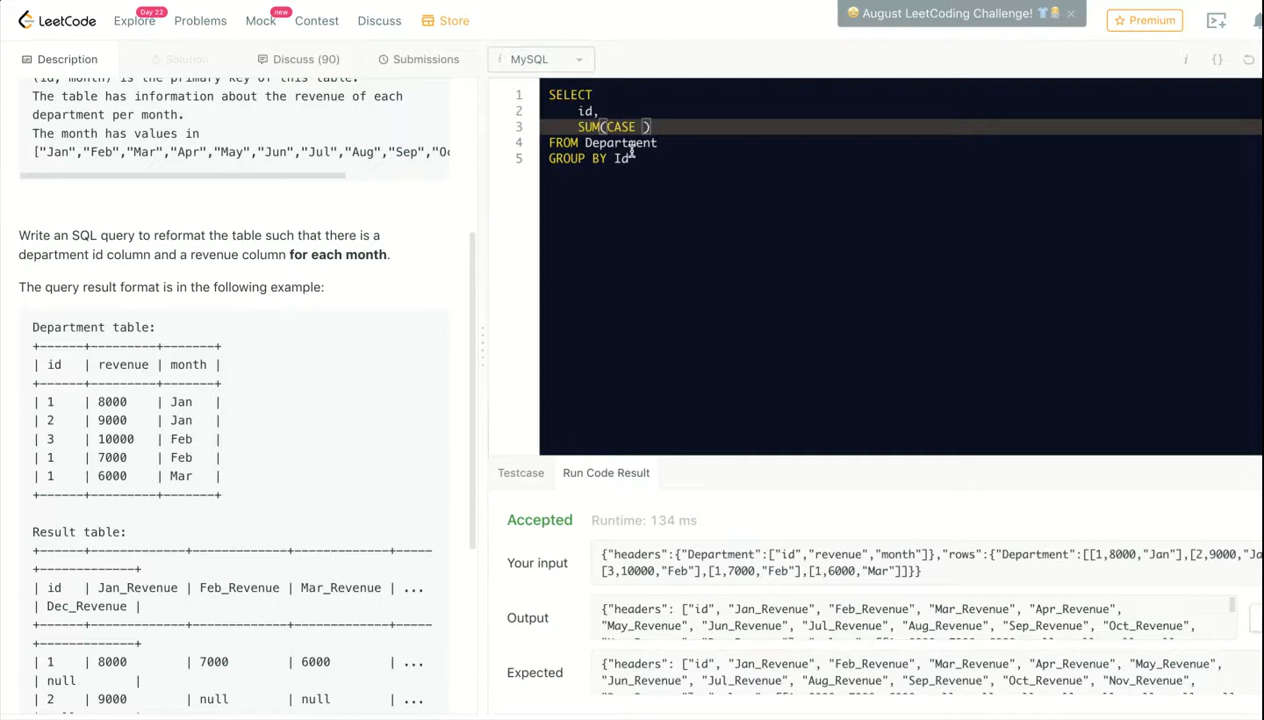 LeetCode
Day 22
Explore
Problems
new
Mock
Contest
Discuss
Store
August LeetCoding Challenge!
Premium
Description
Solution
Discuss (90)
Submissions
i MySQL
i {}
(id, month) is the primary key of this table.
The table has information about the revenue of each
department per month.
The month has values in
["Jan","Feb","Mar","Apr","May","Jun","Jul","Aug","Sep","Oc
Write an SQL query to reformat the table such that there is a
department id column and a revenue column for each month.
The query result format is in the following example:
Department table:
+------+---------+-------+
| id | revenue | month |
+------+---------+-------+
| 1 | 8000 | Jan |
| 2 | 9000 | Jan |
| 3 | 10000 | Feb |
| 1 | 7000 | Feb |
| 1 | 6000 | Mar |
+------+---------+-------+
Result table:
+------+-------------+-------------+-------------+-----
+-------------+
| id | Jan_Revenue | Feb_Revenue | Mar_Revenue | ...
| Dec_Revenue |
+------+-------------+-------------+-------------+-----
+-------------+
| 1 | 8000 | 7000 | 6000 | ...
| null |
| 2 | 9000 | null | null | ...
1 SELECT
2 id,
3 SUM(CASE )
4 FROM Department
5 GROUP BY Id
Testcase
Run Code Result
Accepted
Runtime: 134 ms
Your input
{"headers":{"Department":["id","revenue","month"]},"rows":{"Department":[[1,8000,"Jan"],[2,9000,"Ja
[3,10000,"Feb"],[1,7000,"Feb"],[1,6000,"Mar"]]}}
Output
{"headers": ["id", "Jan_Revenue", "Feb_Revenue", "Mar_Revenue", "Apr_Revenue",
"May_Revenue", "Jun_Revenue", "Jul_Revenue", "Aug_Revenue", "Sep_Revenue", "Oct_Revenue",
Expected
{"headers": ["id", "Jan_Revenue", "Feb_Revenue", "Mar_Revenue", "Apr_Revenue", "May_Revenue",
"Jun_Revenue", "Jul_Revenue", "Aug_Revenue", "Sep_Revenue", "Oct_Revenue", "Nov_Revenue",